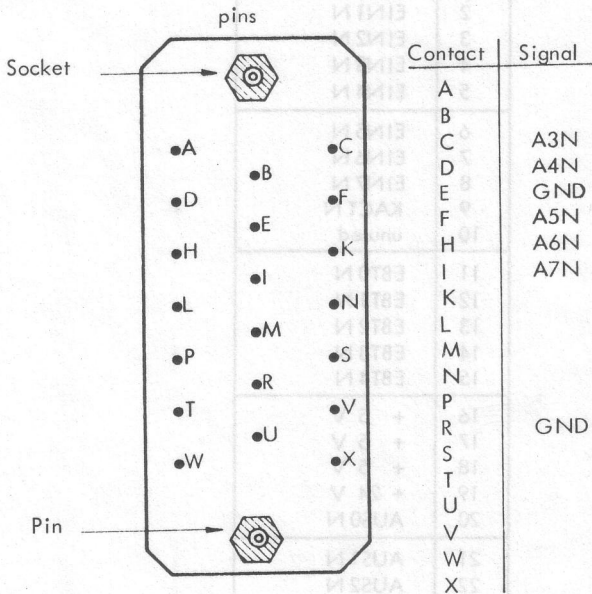 pins
Socket
A
C
B
D
F
E
H
K
I
L
N
M
P
S
R
T
V
U
W
X
Pin
Contact Signal
A
B
C A3N
D A4N
E GND
F A5N
H A6N
I A7N
K
L
M
N
P
R GND
S
T
U
V
W
X